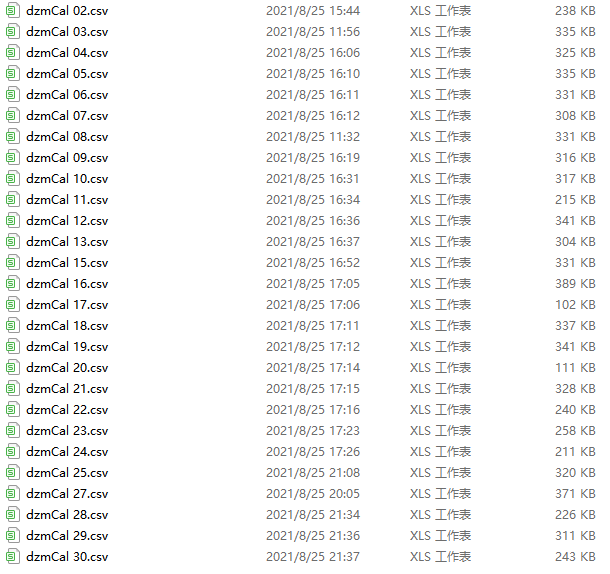 dzmCal 02.csv 2021/8/25 15:44 XLS 工作表 238 KB
dzmCal 03.csv 2021/8/25 11:56 XLS 工作表 335 KB
dzmCal 04.csv 2021/8/25 16:06 XLS 工作表 325 KB
dzmCal 05.csv 2021/8/25 16:10 XLS 工作表 335 KB
dzmCal 06.csv 2021/8/25 16:11 XLS 工作表 331 KB
dzmCal 07.csv 2021/8/25 16:12 XLS 工作表 308 KB
dzmCal 08.csv 2021/8/25 11:32 XLS 工作表 331 KB
dzmCal 09.csv 2021/8/25 16:19 XLS 工作表 316 KB
dzmCal 10.csv 2021/8/25 16:31 XLS 工作表 317 KB
dzmCal 11.csv 2021/8/25 16:34 XLS 工作表 215 KB
dzmCal 12.csv 2021/8/25 16:36 XLS 工作表 341 KB
dzmCal 13.csv 2021/8/25 16:37 XLS 工作表 304 KB
dzmCal 15.csv 2021/8/25 16:52 XLS 工作表 331 KB
dzmCal 16.csv 2021/8/25 17:05 XLS 工作表 389 KB
dzmCal 17.csv 2021/8/25 17:06 XLS 工作表 102 KB
dzmCal 18.csv 2021/8/25 17:11 XLS 工作表 337 KB
dzmCal 19.csv 2021/8/25 17:12 XLS 工作表 341 KB
dzmCal 20.csv 2021/8/25 17:14 XLS 工作表 111 KB
dzmCal 21.csv 2021/8/25 17:15 XLS 工作表 328 KB
dzmCal 22.csv 2021/8/25 17:16 XLS 工作表 240 KB
dzmCal 23.csv 2021/8/25 17:23 XLS 工作表 258 KB
dzmCal 24.csv 2021/8/25 17:26 XLS 工作表 211 KB
dzmCal 25.csv 2021/8/25 21:08 XLS 工作表 320 KB
dzmCal 27.csv 2021/8/25 20:05 XLS 工作表 371 KB
dzmCal 28.csv 2021/8/25 21:34 XLS 工作表 226 KB
dzmCal 29.csv 2021/8/25 21:36 XLS 工作表 311 KB
dzmCal 30.csv 2021/8/25 21:37 XLS 工作表 243 KB